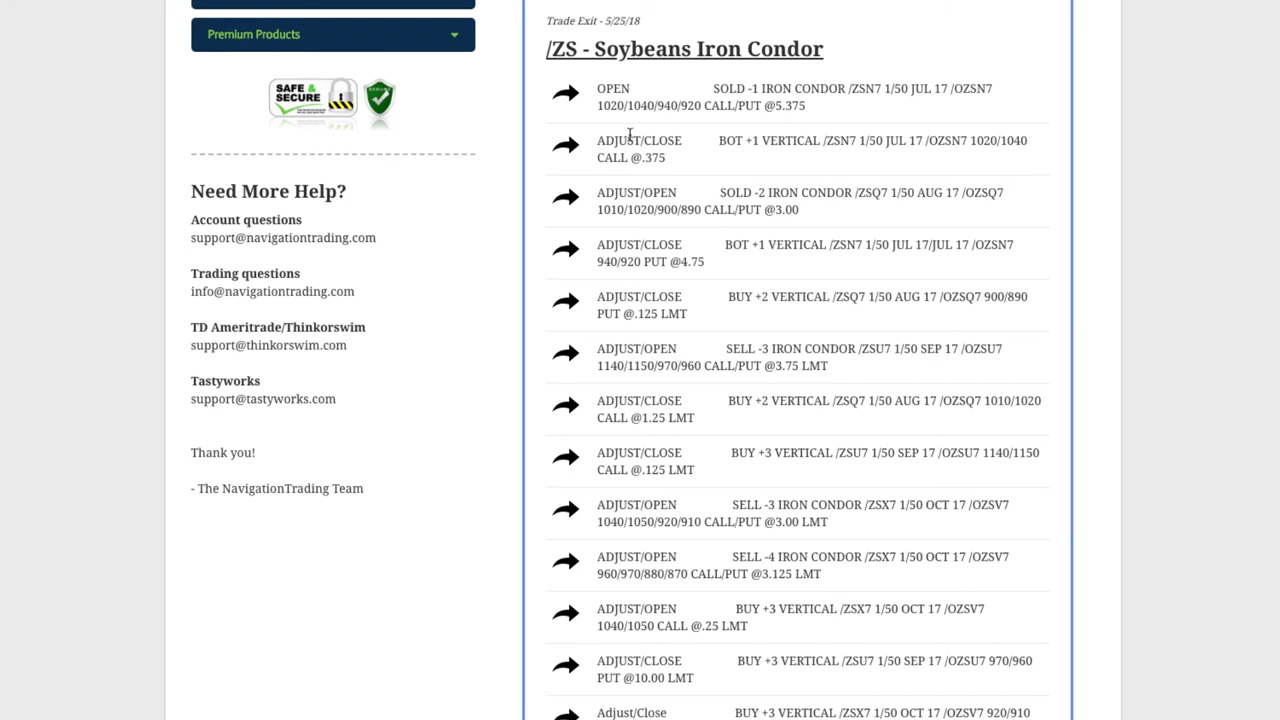 Premium Products
SAFE &
SECURE
Need More Help?
Account questions
support@navigationtrading.com
Trading questions
info@navigationtrading.com
TD Ameritrade/Thinkorswim
support@thinkorswim.com
Tastyworks
support@tastyworks.com
Thank you!
- The NavigationTrading Team
Trade Exit - 5/25/18
/ZS - Soybeans Iron Condor
OPEN SOLD -1 IRON CONDOR /ZSN7 1/50 JUL 17 /OZSN7
1020/1040/940/920 CALL/PUT @5.375
ADJUST/CLOSE BOT +1 VERTICAL /ZSN7 1/50 JUL 17 /OZSN7 1020/1040
CALL @.375
ADJUST/OPEN SOLD -2 IRON CONDOR /ZSQ7 1/50 AUG 17 /OZSQ7
1010/1020/900/890 CALL/PUT @3.00
ADJUST/CLOSE BOT +1 VERTICAL /ZSN7 1/50 JUL 17/JUL 17 /OZSN7
940/920 PUT @4.75
ADJUST/CLOSE BUY +2 VERTICAL /ZSQ7 1/50 AUG 17 /OZSQ7 900/890
PUT @.125 LMT
ADJUST/OPEN SELL -3 IRON CONDOR /ZSU7 1/50 SEP 17 /OZSU7
1140/1150/970/960 CALL/PUT @3.75 LMT
ADJUST/CLOSE BUY +2 VERTICAL /ZSQ7 1/50 AUG 17 /OZSQ7 1010/1020
CALL @1.25 LMT
ADJUST/CLOSE BUY +3 VERTICAL /ZSU7 1/50 SEP 17 /OZSU7 1140/1150
CALL @.125 LMT
ADJUST/OPEN SELL -3 IRON CONDOR /ZSX7 1/50 OCT 17 /OZSV7
1040/1050/920/910 CALL/PUT @3.00 LMT
ADJUST/OPEN SELL -4 IRON CONDOR /ZSX7 1/50 OCT 17 /OZSV7
960/970/880/870 CALL/PUT @3.125 LMT
ADJUST/OPEN BUY +3 VERTICAL /ZSX7 1/50 OCT 17 /OZSV7
1040/1050 CALL @.25 LMT
ADJUST/CLOSE BUY +3 VERTICAL /ZSU7 1/50 SEP 17 /OZSU7 970/960
PUT @10.00 LMT
Adjust/Close BUY +3 VERTICAL /ZSX7 1/50 OCT 17 /OZSV7 920/910